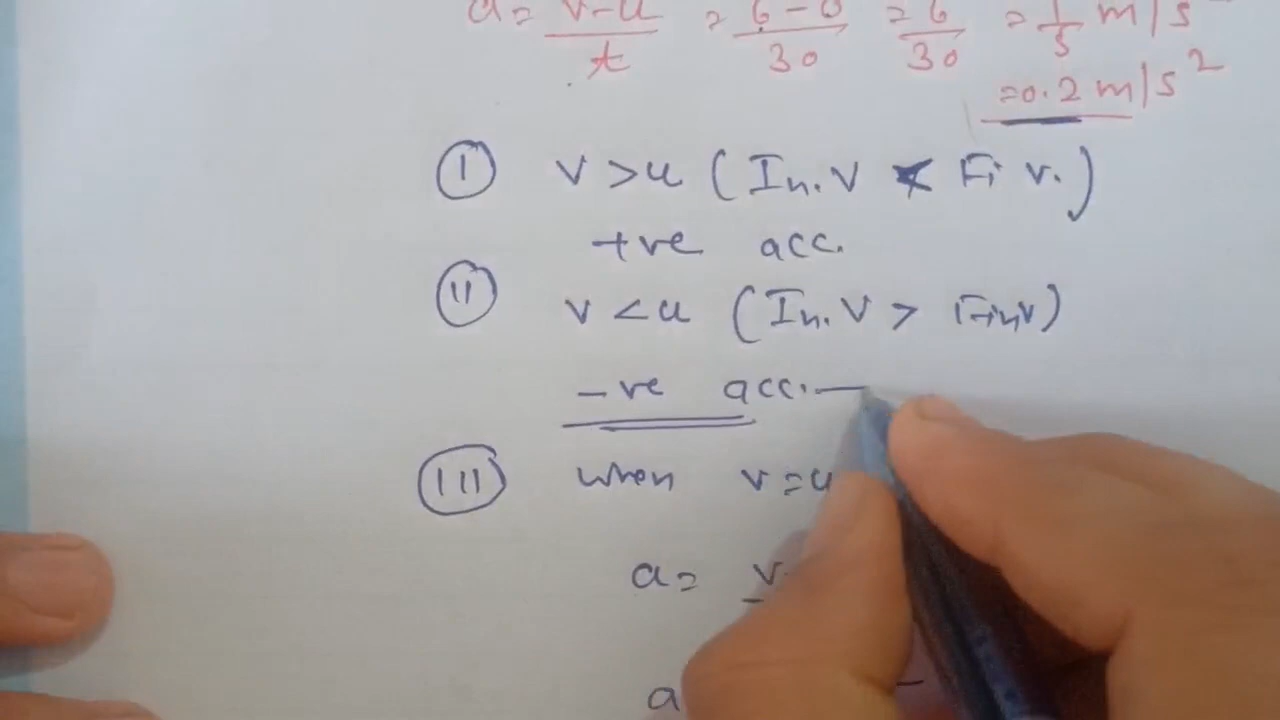 a = v-u/t = 6-0/30 = 6/30 = 1/5 m/s
=0.2 m/s²
I v>u (In. v < Fi v.)
+ve acc.
II v<u (In. v > Fin v)
-ve acc.—
III when v=u
a= v
a